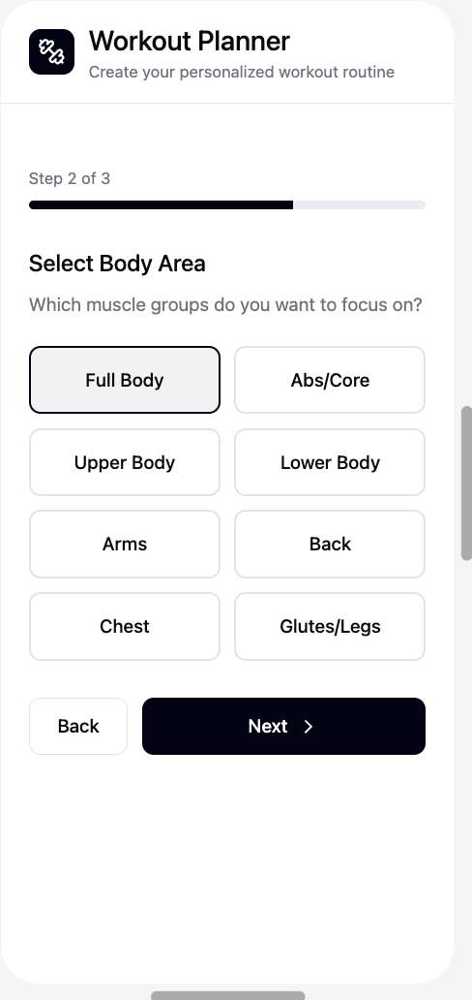 Workout Planner
Create your personalized workout routine
Step 2 of 3
Select Body Area
Which muscle groups do you want to focus on?
Full Body
Abs/Core
Upper Body
Lower Body
Arms
Back
Chest
Glutes/Legs
Back
Next